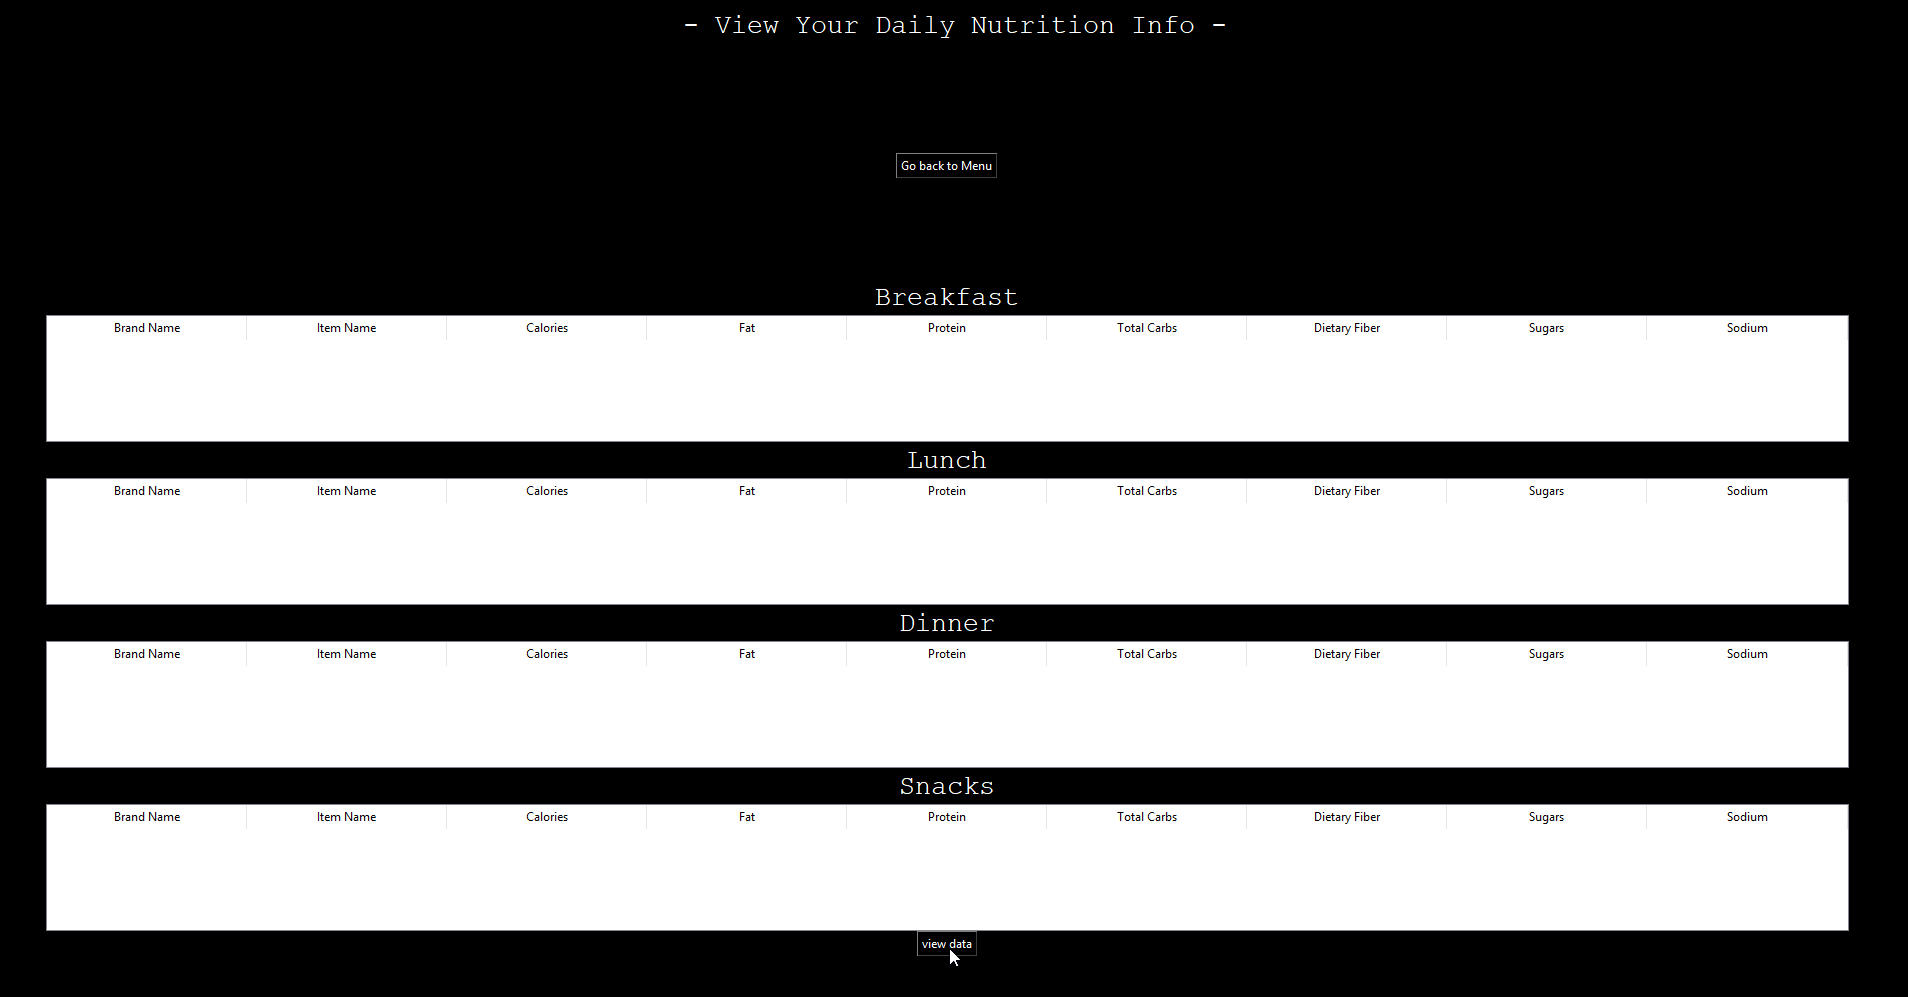 - View Your Daily Nutrition Info -
Go back to Menu
Breakfast
Brand Name Item Name Calories Fat Protein Total Carbs Dietary Fiber Sugars Sodium
Lunch
Brand Name Item Name Calories Fat Protein Total Carbs Dietary Fiber Sugars Sodium
Dinner
Brand Name Item Name Calories Fat Protein Total Carbs Dietary Fiber Sugars Sodium
Snacks
Brand Name Item Name Calories Fat Protein Total Carbs Dietary Fiber Sugars Sodium
view data